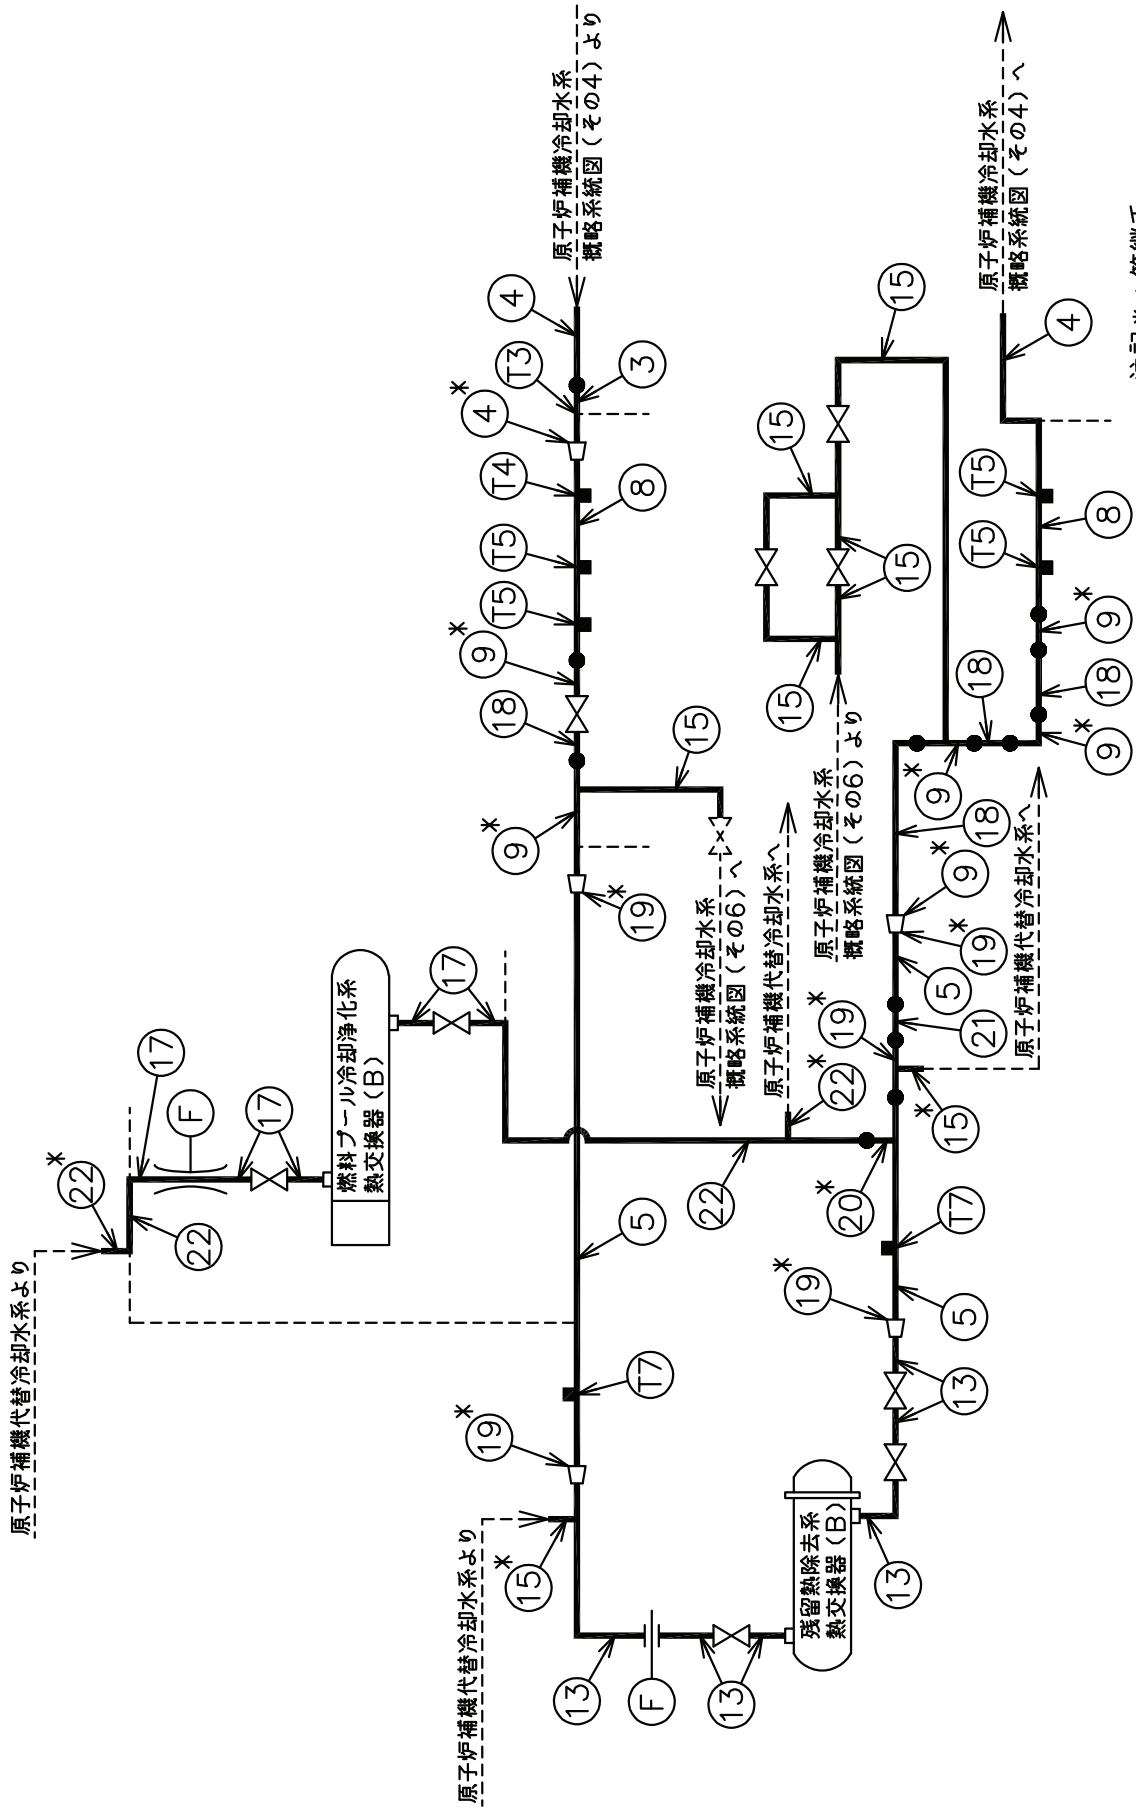 原子炉補機代替冷却水系より
22*
17
F
22
17
燃料プール冷却浄化系
熱交換器(B)
17
原子炉補機代替冷却水系より
15*
19*
9*
18
9*
T5
T5
T4
4*
T3
4
原子炉補機冷却水系
概略系統図(その4)より
13
F
T7
5
19*
8
3
13
22
15
原子炉補機冷却水系
概略系統図(その6)へ
原子炉補機代替冷却水系へ
15
15
残留熱除去系
熱交換器(B)
原子炉補機冷却水系
概略系統図(その6)より
19*
20*
22*
19*
15
15
13
13
5
T7
15*
21
5
19*
9*
18
9*
18
T5
T5
原子炉補機冷却水系
概略系統図(その4)へ
原子炉補機代替冷却水系へ
4
9*
18
9*
8